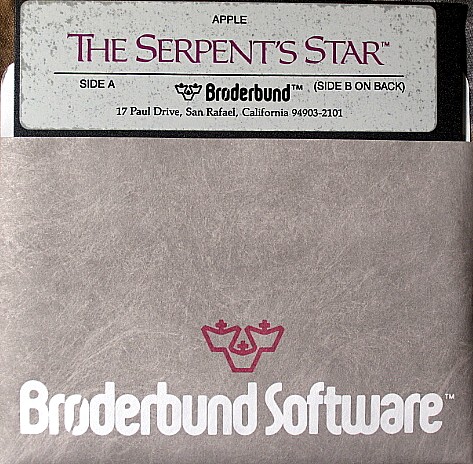 APPLE
THE SERPENT'S STAR™
SIDE A Brøderbund™ (SIDE B ON BACK)
17 Paul Drive, San Rafael, California 94903-2101
Brøderbund Software™